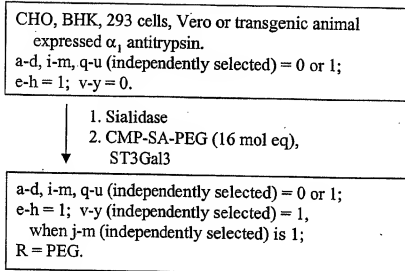 CHO, BHK, 293 cells, Vero or transgenic animal
expressed α₁ antitrypsin.
a-d, i-m, q-u (independently selected) = 0 or 1;
e-h = 1; v-y = 0.
1. Sialidase
2. CMP-SA-PEG (16 mol eq),
ST3Gal3
a-d, i-m, q-u (independently selected) = 0 or 1;
e-h = 1; v-y (independently selected) = 1,
when j-m (independently selected) is 1;
R = PEG.